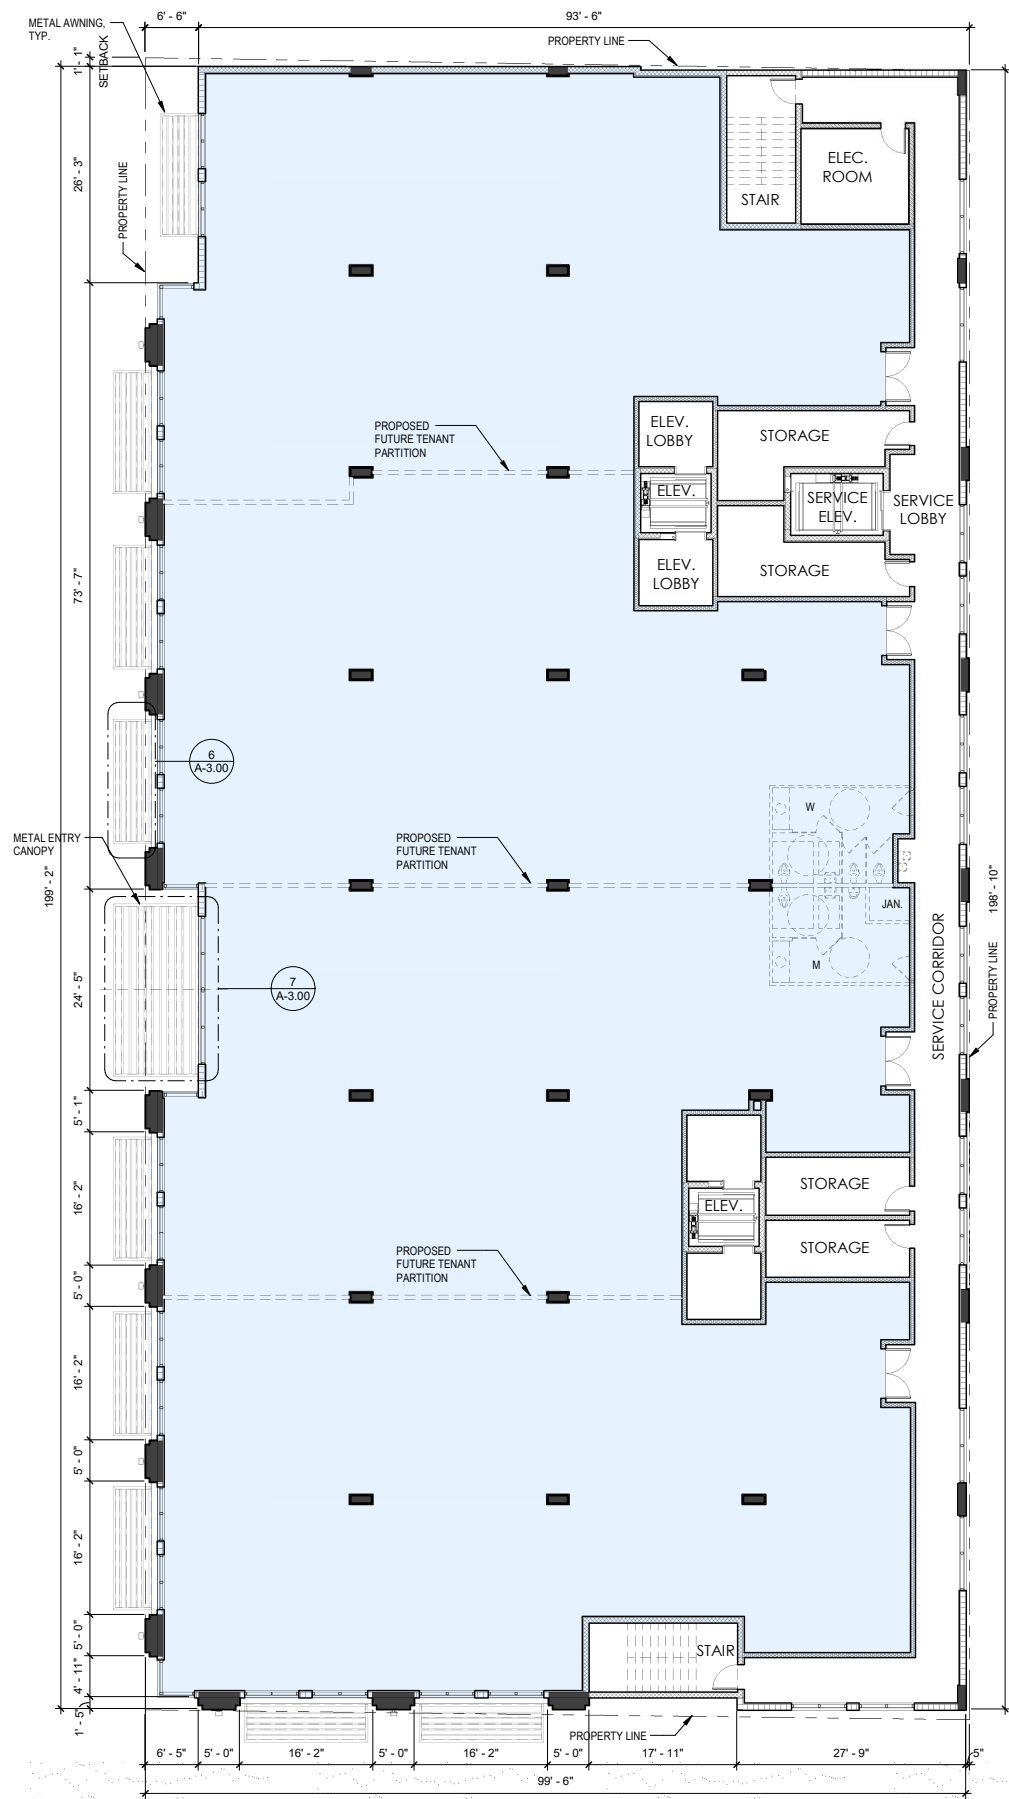 6' - 6"
93' - 6"
METAL AWNING,
TYP.
1' - 1"
SETBACK
PROPERTY LINE
26' - 3"
PROPERTY LINE
STAIR
ELEC.
ROOM
73' - 7"
PROPOSED
FUTURE TENANT
PARTITION
ELEV.
LOBBY
STORAGE
ELEV.
SERVICE
ELEV.
SERVICE
LOBBY
ELEV.
LOBBY
STORAGE
6
A-3.00
W
METAL ENTRY
CANOPY
PROPOSED
FUTURE TENANT
PARTITION
199' - 2"
198' - 10"
JAN.
M
24' - 5"
7
A-3.00
SERVICE CORRIDOR
PROPERTY LINE
5' - 1"
16' - 2"
STORAGE
ELEV.
STORAGE
5' - 0"
PROPOSED
FUTURE TENANT
PARTITION
16' - 2"
5' - 0"
16' - 2"
5' - 0"
STAIR
4' - 11"
1' - 5"
PROPERTY LINE
6' - 5"
5' - 0"
16' - 2"
5' - 0"
16' - 2"
5' - 0"
17' - 11"
27' - 9"
5"
99' - 6"